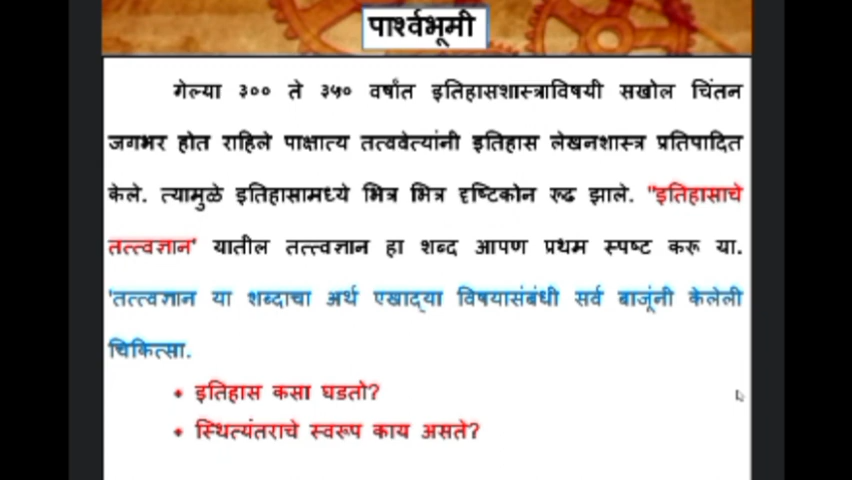 पार्श्वभूमी
गेल्या ३०० ते ३५० वर्षांत इतिहासशास्त्राविषयी सखोल चिंतन
जगभर होत राहिले पाक्षात्य तत्ववेत्यांनी इतिहास लेखनशास्त्र प्रतिपादित
केले. त्यामुळे इतिहासामध्ये भित्र भित्र दृष्टिकोन रुढ झाले. "इतिहासाचे
तत्त्वज्ञान' यातील तत्त्वज्ञान हा शब्द आपण प्रथम स्पष्ट करू या.
'तत्त्वज्ञान या शब्दाचा अर्थ एखाद्‌या विषयासंबंधी सर्व बाजूंनी केलेली
चिकित्सा.
• इतिहास कसा घडतो?
• स्थित्यंतराचे स्वरूप काय असते?